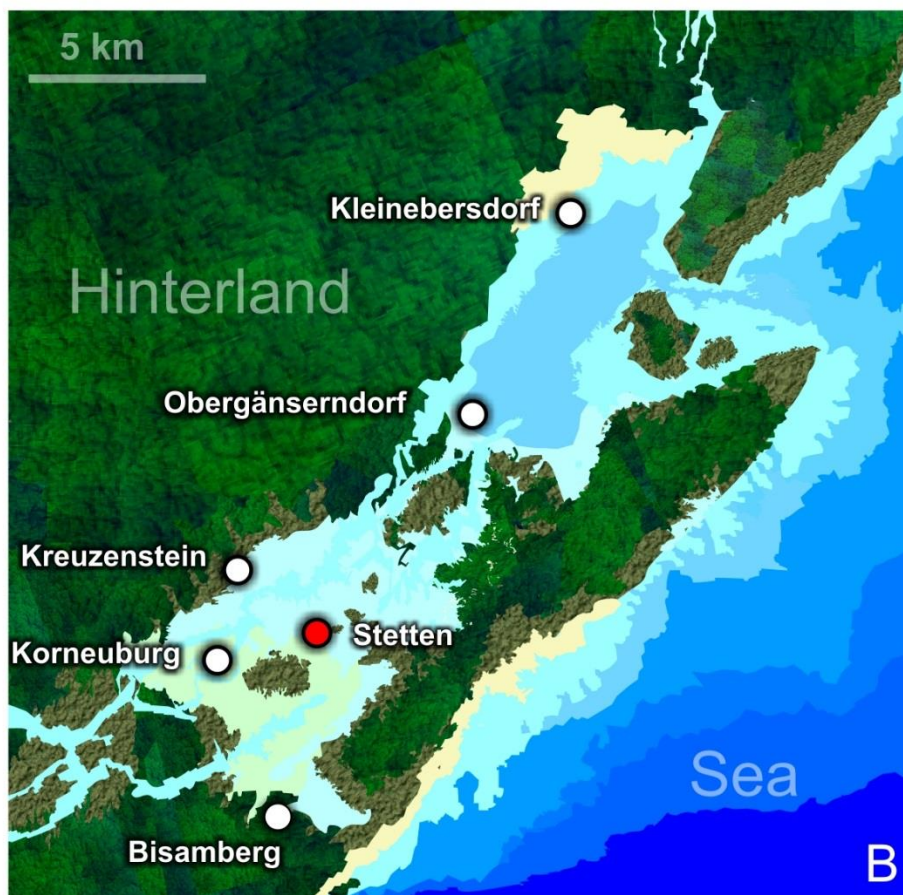 5 km
Kleinebersdorf
Hinterland
Obergänserndorf
Kreuzenstein
Stetten
Korneuburg
Sea
Bisamberg
B